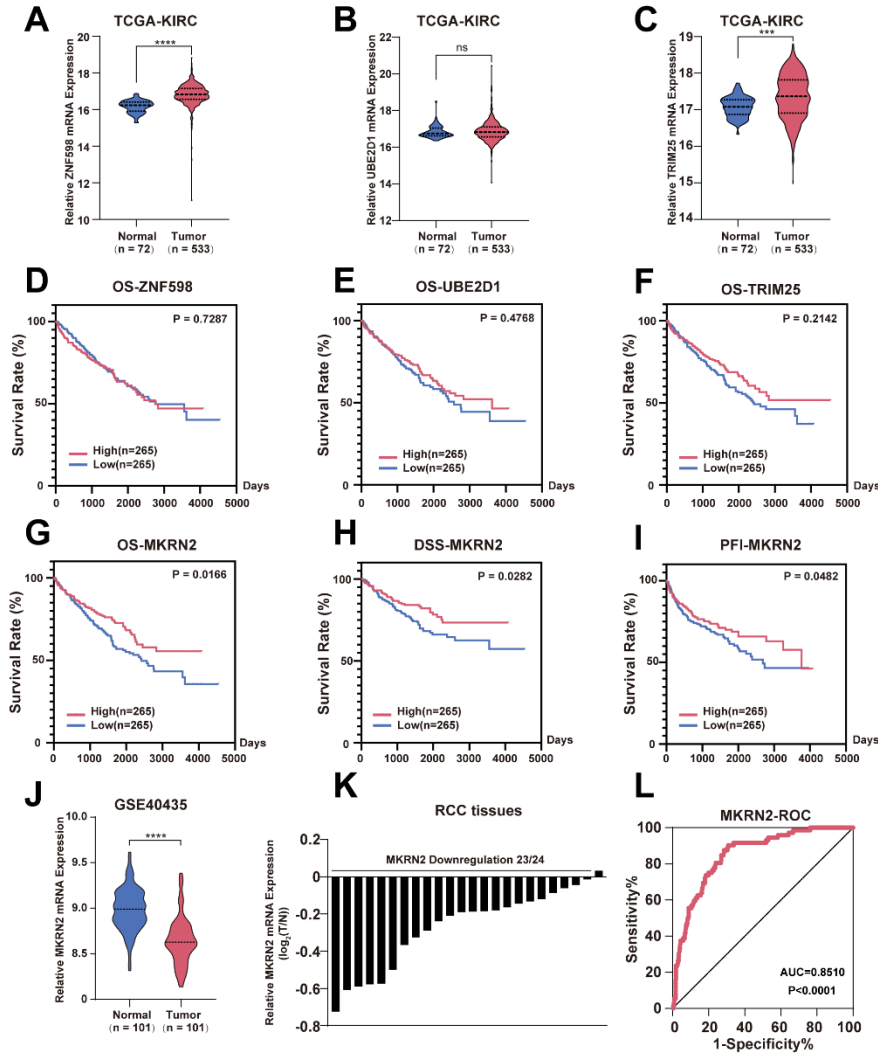 A
TCGA-KIRC
Relative ZNF598 mRNA Expression
20
18
16
14
12
10
****
Normal
(n = 72)
Tumor
(n = 533)
B
TCGA-KIRC
Relative UBE2D1 mRNA Expression
22
20
18
16
14
12
ns
Normal
(n = 72)
Tumor
(n = 533)
C
TCGA-KIRC
Relative TRIM25 mRNA Expression
19
18
17
16
15
14
***
Normal
(n = 72)
Tumor
(n = 533)
D
OS-ZNF598
Survival Rate (%)
100
50
0
P = 0.7287
High(n=265)
Low(n=265)
0 1000 2000 3000 4000 5000
Days
E
OS-UBE2D1
Survival Rate (%)
100
50
0
P = 0.4768
High(n=265)
Low(n=265)
0 1000 2000 3000 4000 5000
Days
F
OS-TRIM25
Survival Rate (%)
100
50
0
P = 0.2142
High(n=265)
Low(n=265)
0 1000 2000 3000 4000 5000
Days
G
OS-MKRN2
Survival Rate (%)
100
50
0
P = 0.0166
High(n=265)
Low(n=265)
0 1000 2000 3000 4000 5000
Days
H
DSS-MKRN2
Survival Rate (%)
100
50
0
P = 0.0282
High(n=265)
Low(n=265)
0 1000 2000 3000 4000 5000
Days
I
PFI-MKRN2
Survival Rate (%)
100
50
0
P = 0.0482
High(n=265)
Low(n=265)
0 1000 2000 3000 4000 5000
Days
J
GSE40435
Relative MKRN2 mRNA Expression
10.0
9.5
9.0
8.5
8.0
****
Normal
(n = 101)
Tumor
(n = 101)
K
RCC tissues
Relative MKRN2 mRNA Expression
(log2(T/N))
0.2
0
-0.2
-0.4
-0.6
-0.8
MKRN2 Downregulation 23/24
L
MKRN2-ROC
Sensitivity%
100
80
60
40
20
0
AUC=0.8510
P<0.0001
0 20 40 60 80 100
1-Specificity%